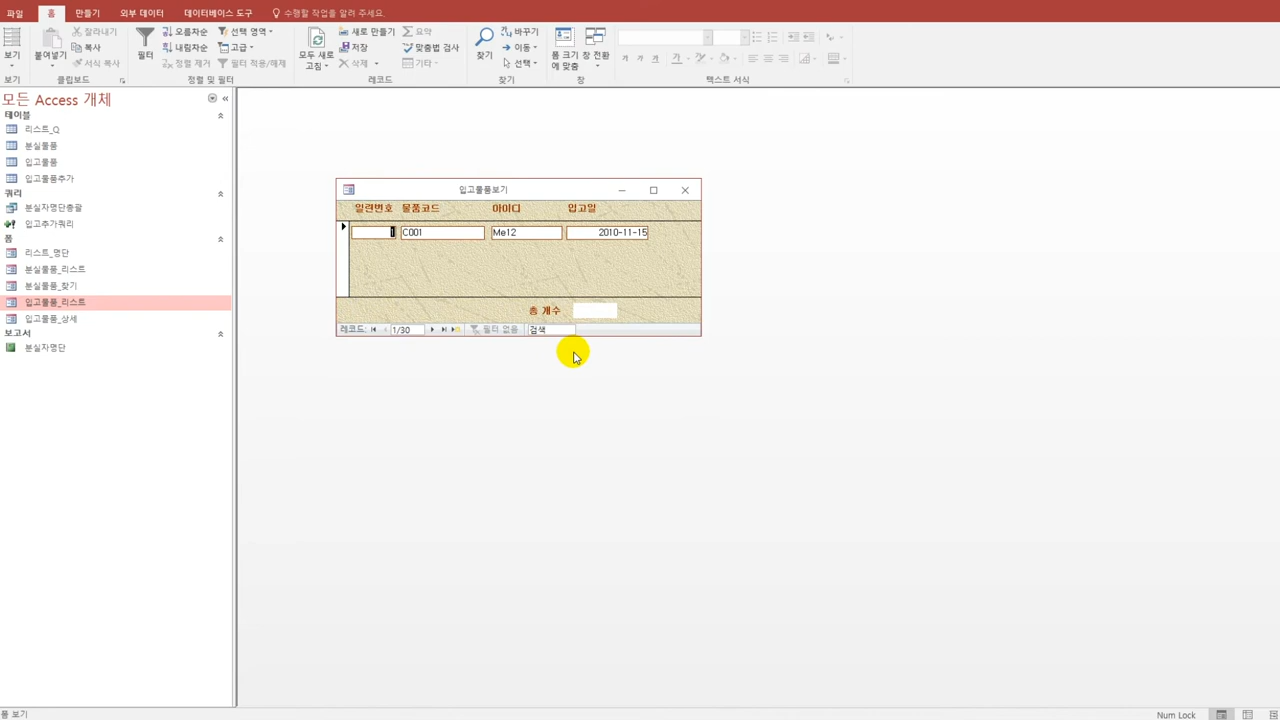 파일 홈 만들기 외부 데이터 데이터베이스 도구 수행할 작업을 알려 주세요.
보기
보기
붙여넣기
잘라내기
복사
서식 복사
클립보드
필터
오름차순
내림차순
정렬 제거
선택 영역
고급
필터 적용/해제
정렬 및 필터
모두 새로
고침
새로 만들기
저장
삭제
요약
맞춤법 검사
기타
레코드
찾기
바꾸기
이동
선택
찾기
폼 크기
에 맞춤
창 전환
창
가 가 가
텍스트 서식
모든 Access 개체
테이블
리스트_Q
분실물품
입고물품
입고물품추가
쿼리
분실자명단총괄
입고추가쿼리
폼
리스트_명단
분실물품_리스트
분실물품_찾기
입고물품_리스트
입고물품_상세
보고서
분실자명단
입고물품보기
일련번호 물품코드 아이디 입고일
1 C001 Me12 2010-11-15
총 개수
레코드: 1/30 필터 없음 검색
폼 보기 Num Lock